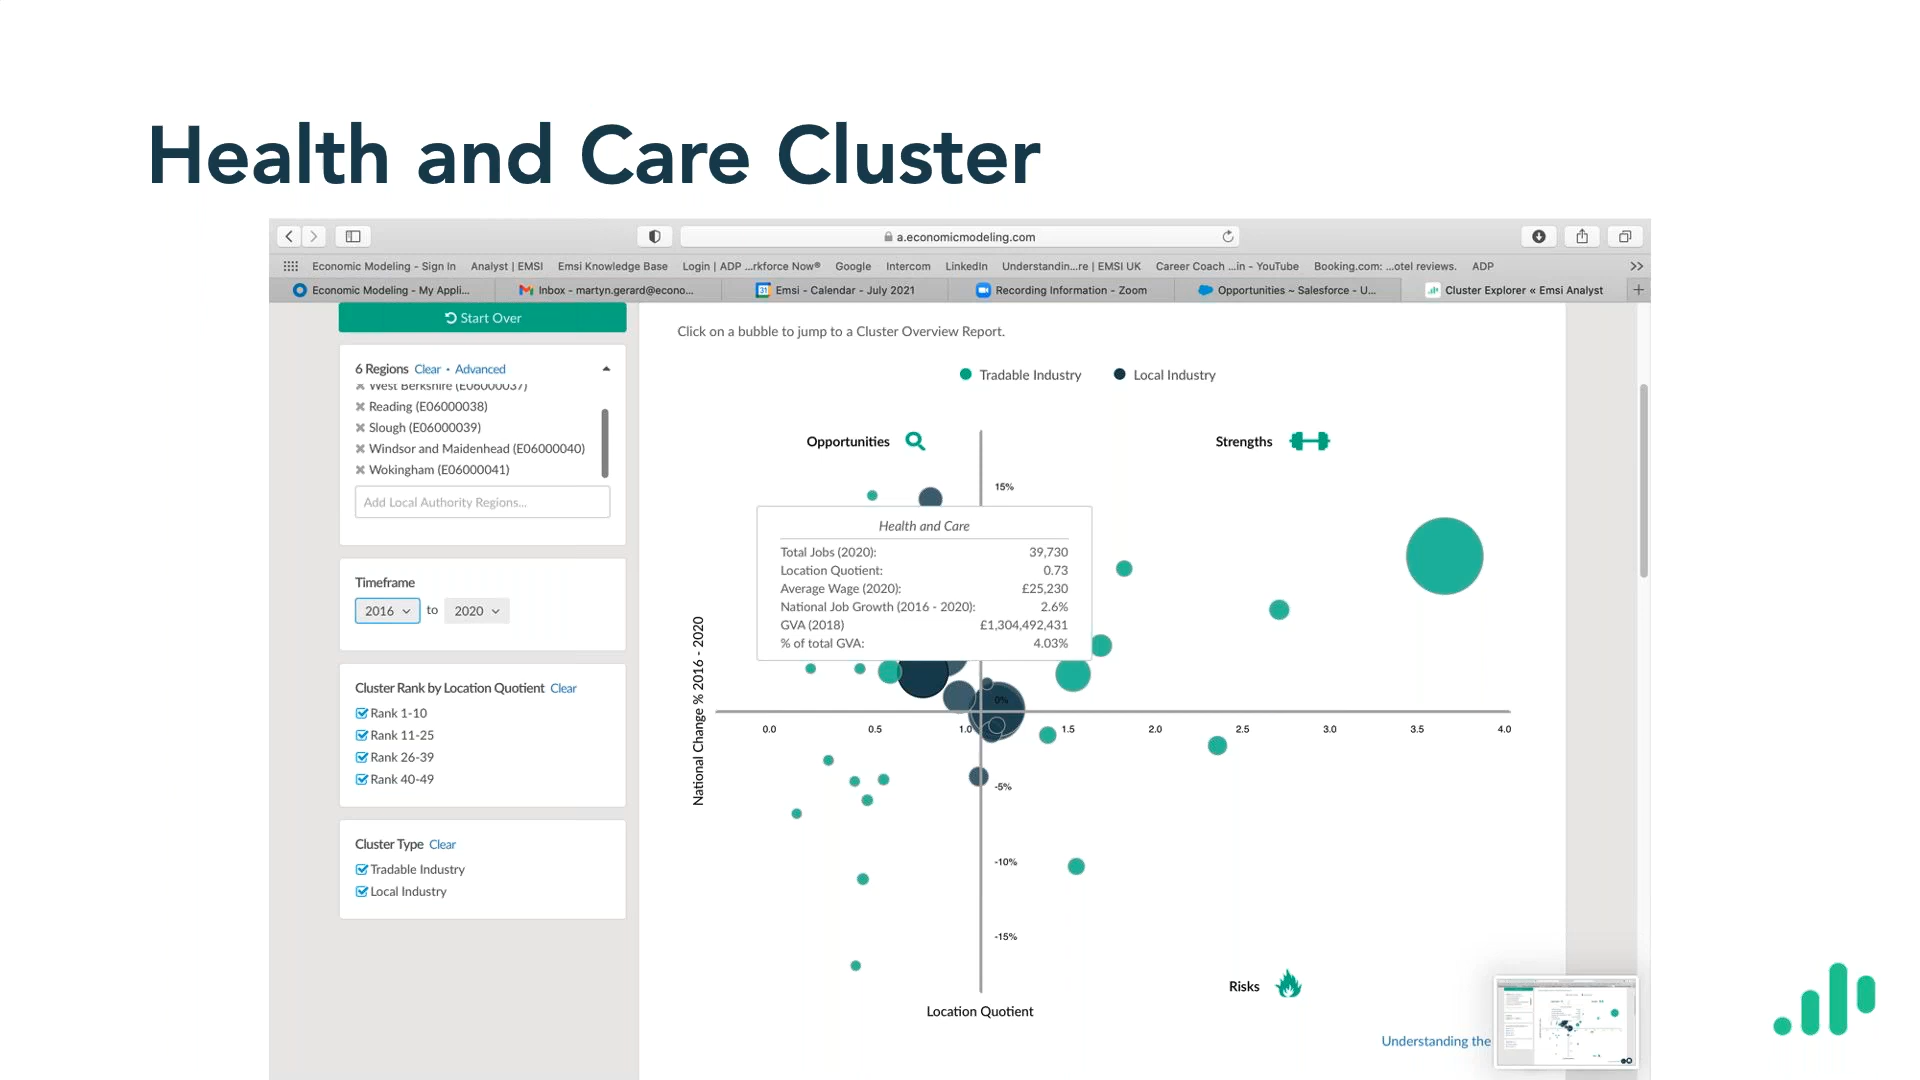 Health and Care Cluster
a.economicmodeling.com
Economic Modeling - Sign In Analyst | EMSI Emsi Knowledge Base Login | ADP ...rkforce Now® Google Intercom LinkedIn Understandin...re | EMSI UK Career Coach ...in - YouTube Booking.com: ...otel reviews. ADP
Economic Modeling - My Appli... Inbox - martyn.gerard@econo... 31 Emsi - Calendar - July 2021 Recording Information - Zoom Opportunities ~ Salesforce - U... Cluster Explorer « Emsi Analyst
Start Over
6 Regions Clear • Advanced
West Berkshire (E06000037)
Reading (E06000038)
Slough (E06000039)
Windsor and Maidenhead (E06000040)
Wokingham (E06000041)
Add Local Authority Regions...
Timeframe
2016 to 2020
Cluster Rank by Location Quotient Clear
Rank 1-10
Rank 11-25
Rank 26-39
Rank 40-49
Cluster Type Clear
Tradable Industry
Local Industry
Click on a bubble to jump to a Cluster Overview Report.
Tradable Industry Local Industry
Opportunities Strengths
15%
Health and Care
Total Jobs (2020): 39,730
Location Quotient: 0.73
Average Wage (2020): £25,230
National Job Growth (2016 - 2020): 2.6%
GVA (2018) £1,304,492,431
% of total GVA: 4.03%
National Change % 2016 - 2020
0%
0.0 0.5 1.0 1.5 2.0 2.5 3.0 3.5 4.0
-5%
-10%
-15%
Risks
Location Quotient
Understanding the